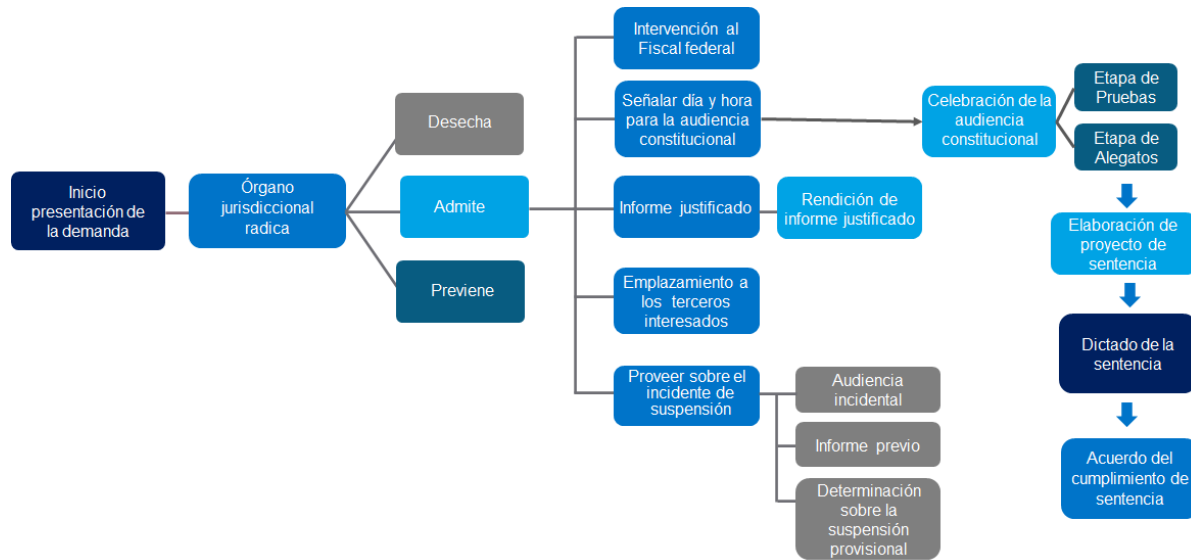 Inicio
presentación de
la demanda
Órgano
jurisdiccional
radica
Desecha
Admite
Previene
Intervención al
Fiscal federal
Señalar día y hora
para la audiencia
constitucional
Informe justificado
Emplazamiento a
los terceros
interesados
Proveer sobre el
incidente de
suspensión
Rendición de
informe justificado
Audiencia
incidental
Informe previo
Determinación
sobre la
suspensión
provisional
Celebración de la
audiencia
constitucional
Etapa de
Pruebas
Etapa de
Alegatos
Elaboración de
proyecto de
sentencia
Dictado de la
sentencia
Acuerdo del
cumplimiento de
sentencia